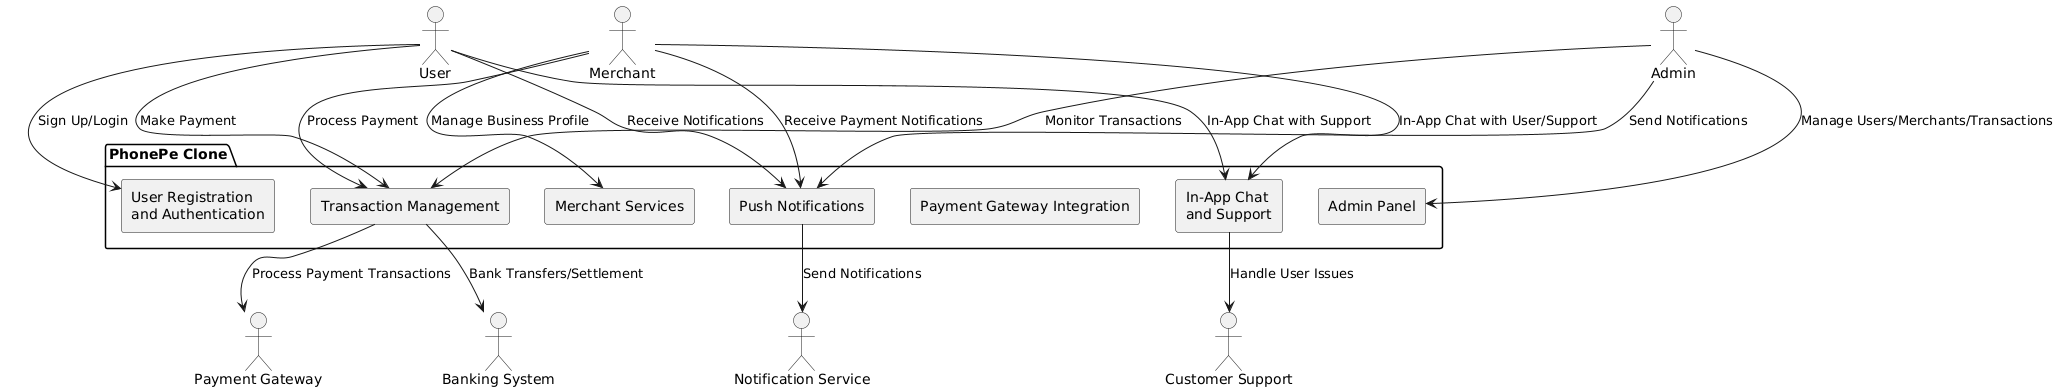 User
Merchant
Admin
Sign Up/Login
Make Payment
Process Payment
Manage Business Profile
Receive Notifications
Receive Payment Notifications
Monitor Transactions
In-App Chat with Support
In-App Chat with User/Support
Send Notifications
Manage Users/Merchants/Transactions
PhonePe Clone
User Registration
and Authentication
Transaction Management
Merchant Services
Push Notifications
Payment Gateway Integration
In-App Chat
and Support
Admin Panel
Process Payment Transactions
Bank Transfers/Settlement
Send Notifications
Handle User Issues
Payment Gateway
Banking System
Notification Service
Customer Support